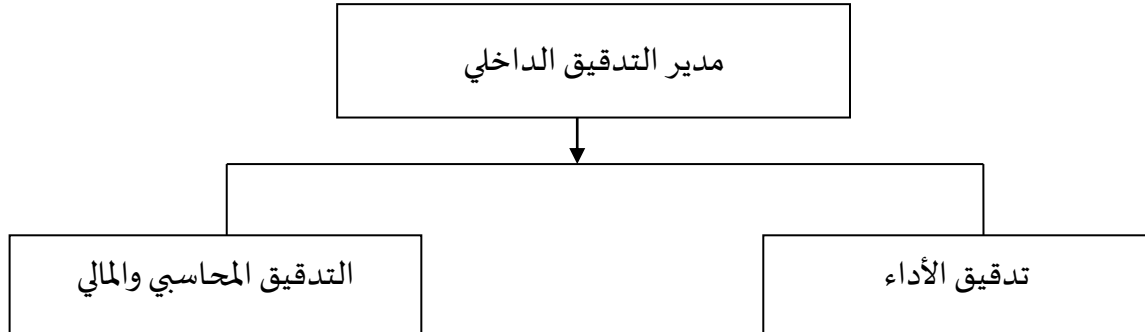 مدير التدقيق الداخلي
تدقيق الأداء
التدقيق المحاسبي والمالي